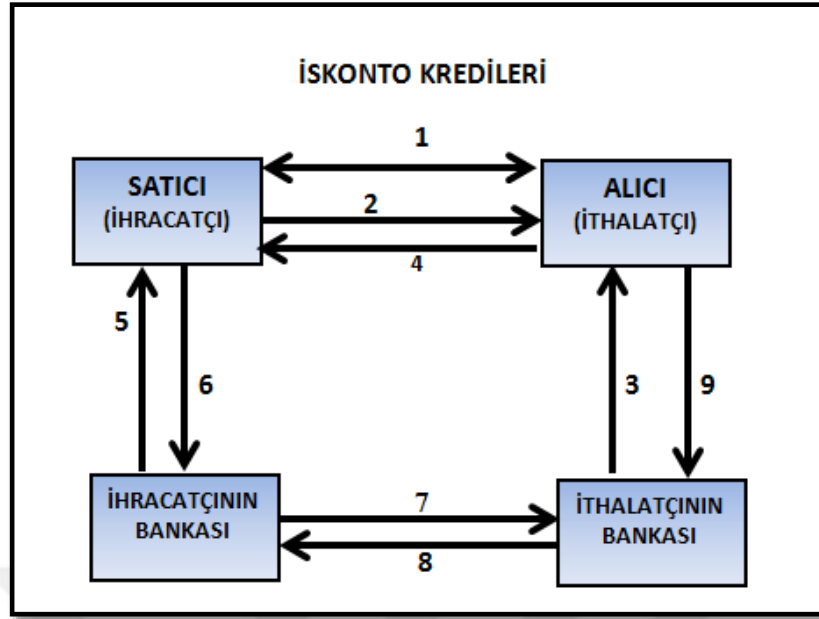 İSKONTO KREDİLERİ
1
SATICI
(İHRACATÇI)
ALICI
(İTHALATÇI)
2
4
5
6
3
9
İHRACATÇININ
BANKASI
7
İTHALATÇININ
BANKASI
8